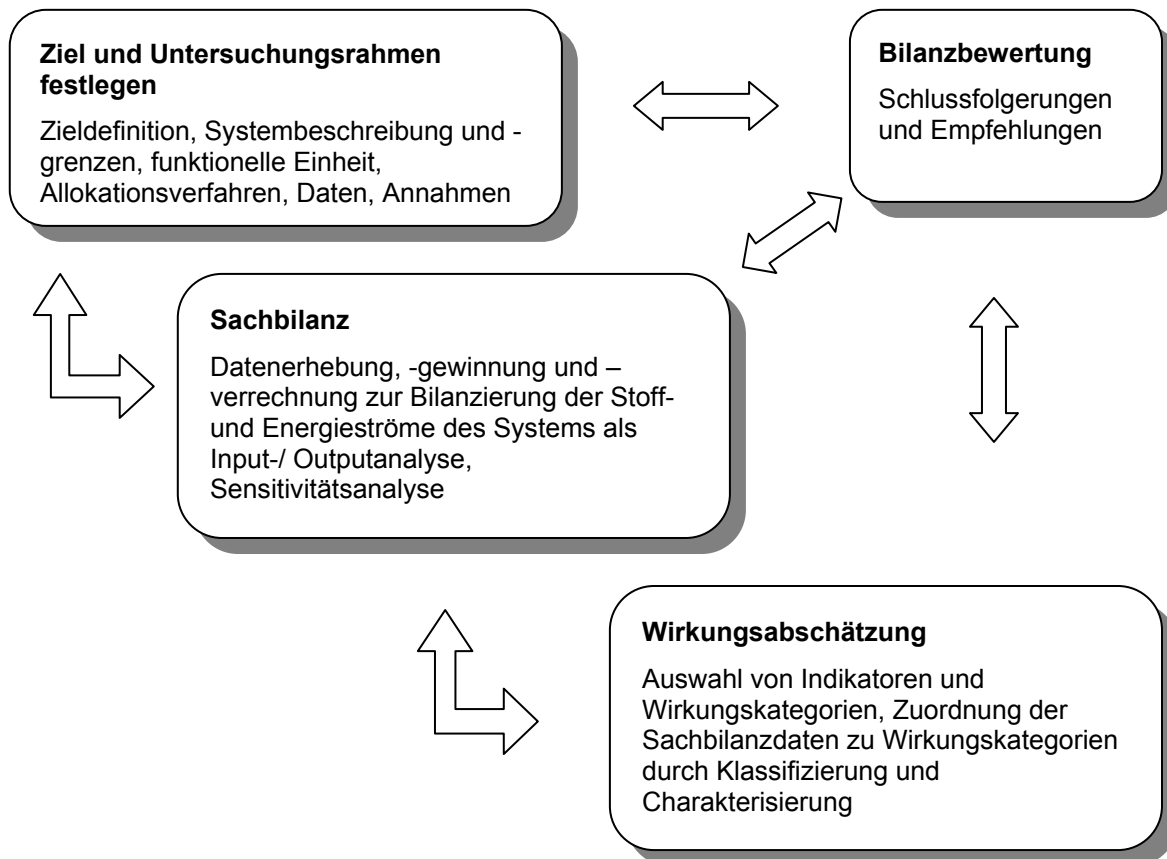 Ziel und Untersuchungsrahmen
festlegen
Zieldefinition, Systembeschreibung und -
grenzen, funktionelle Einheit,
Allokationsverfahren, Daten, Annahmen
Bilanzbewertung
Schlussfolgerungen
und Empfehlungen
Sachbilanz
Datenerhebung, -gewinnung und –
verrechnung zur Bilanzierung der Stoff-
und Energieströme des Systems als
Input-/ Outputanalyse,
Sensitivitätsanalyse
Wirkungsabschätzung
Auswahl von Indikatoren und
Wirkungskategorien, Zuordnung der
Sachbilanzdaten zu Wirkungskategorien
durch Klassifizierung und
Charakterisierung